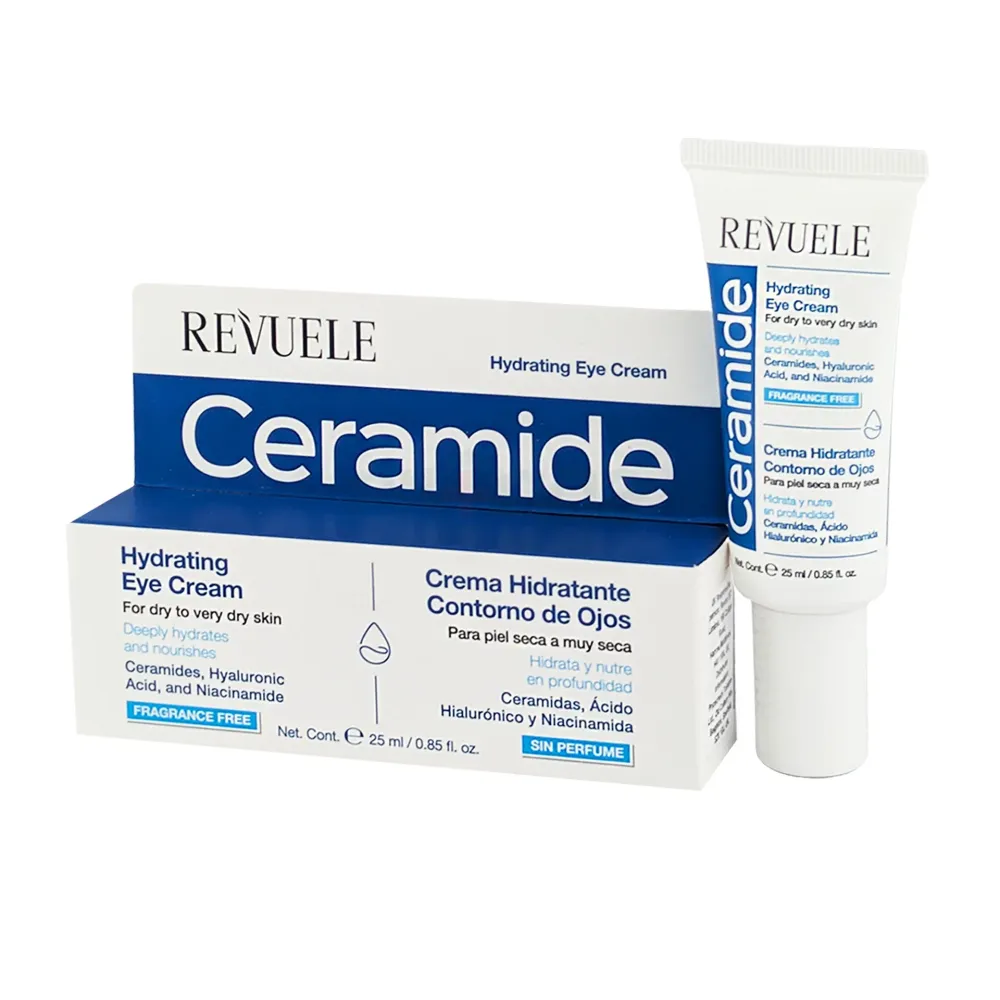 REVUELE
Hydrating Eye Cream
Ceramide
Hydrating
Eye Cream
For dry to very dry skin
Deeply hydrates
and nourishes
Ceramides, Hyaluronic
Acid, and Niacinamide
FRAGRANCE FREE
Crema Hidratante
Contorno de Ojos
Para piel seca a muy seca
Hidrata y nutre
en profundidad
Ceramidas, Ácido
Hialurónico y Niacinamida
SIN PERFUME
Net. Cont. ℮ 25 ml / 0.85 fl. oz.
REVUELE
Ceramide
Hydrating
Eye Cream
For dry to very dry skin
Deeply hydrates
and nourishes
Ceramides, Hyaluronic
Acid, and Niacinamide
FRAGRANCE FREE
Crema Hidratante
Contorno de Ojos
Para piel seca a muy seca
Hidrata y nutre
en profundidad
Ceramidas, Ácido
Hialurónico y Niacinamida
Net. Cont. ℮ 25 ml / 0.85 fl. oz.